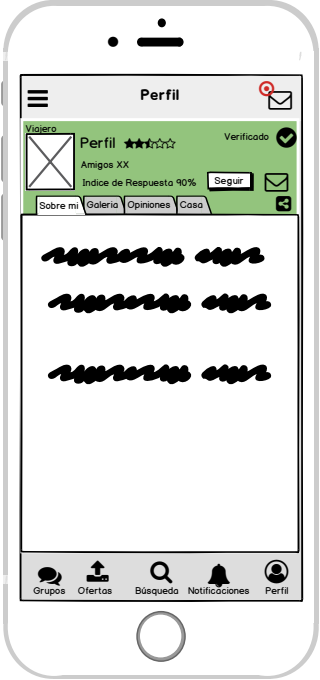 Perfil
Viajero
Perfil
Verificado
Amigos XX
Indice de Respuesta 90%
Seguir
Sobre mi Galeria Opiniones Casa
Grupos Ofertas Búsqueda Notificaciones Perfil